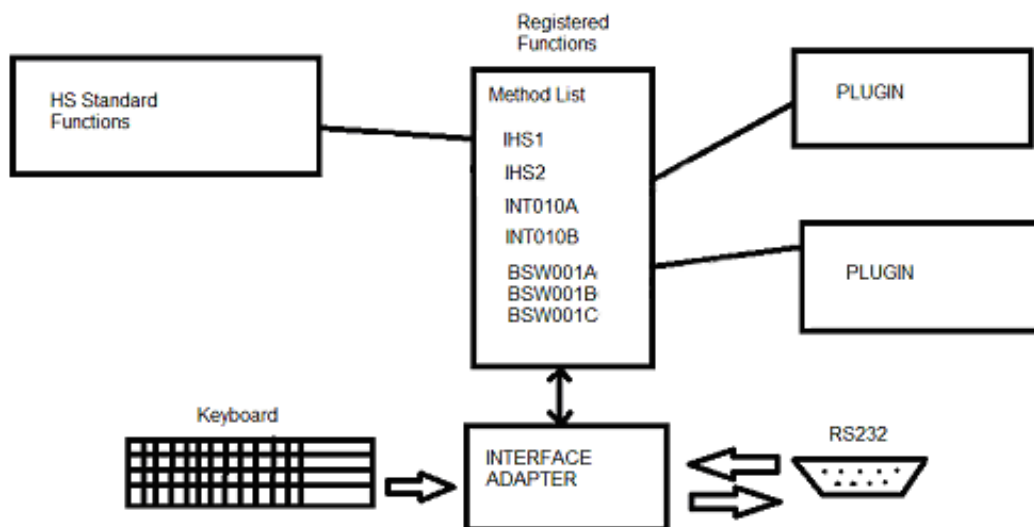 Registered
Functions
HS Standard
Functions
Method List
IHS1
IHS2
INT010A
INT010B
BSW001A
BSW001B
BSW001C
PLUGIN
PLUGIN
Keyboard
INTERFACE
ADAPTER
RS232